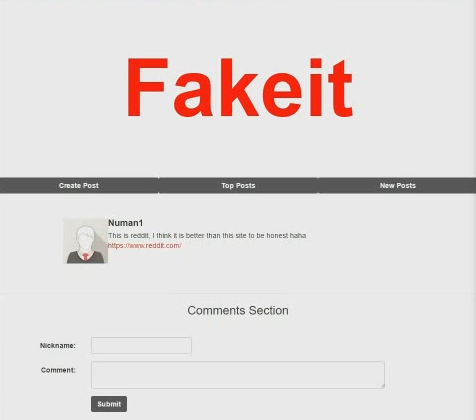 Fakeit
Create Post
Top Posts
New Posts
Numan1
This is reddit, I think it is better than this site to be honest haha
https://www.reddit.com/
Comments Section
Nickname:
Comment:
Submit